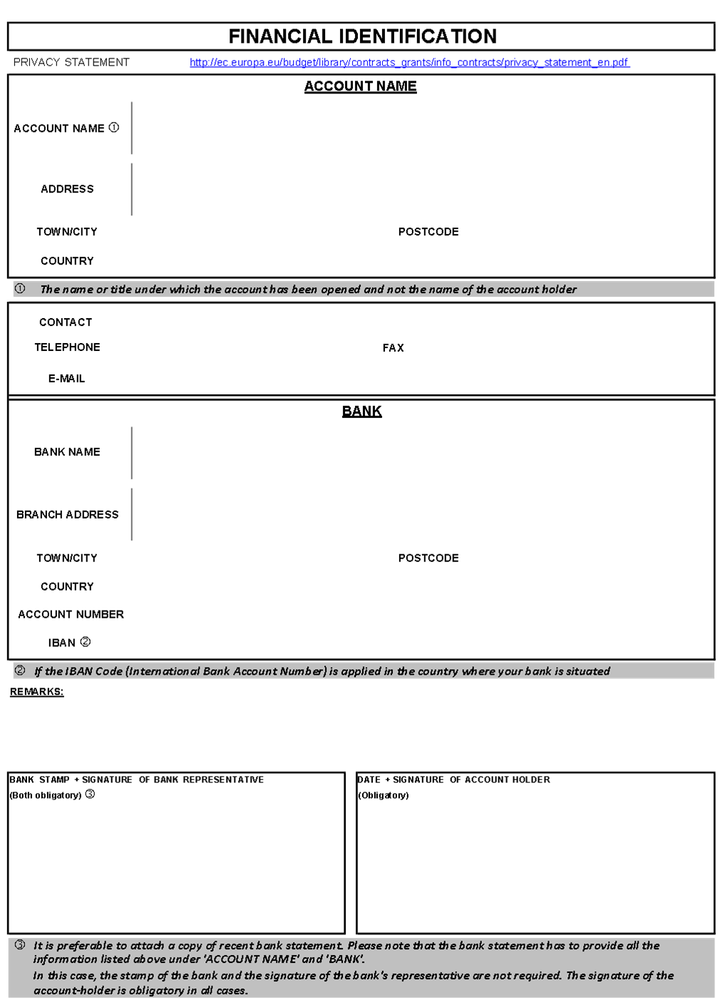 FINANCIAL IDENTIFICATION
PRIVACY STATEMENT http://ec.europa.eu/budget/library/contracts_grants/info_contracts/privacy_statement_en.pdf
ACCOUNT NAME
ACCOUNT NAME ①
ADDRESS
TOWN/CITY POSTCODE
COUNTRY
① The name or title under which the account has been opened and not the name of the account holder
CONTACT
TELEPHONE FAX
E-MAIL
BANK
BANK NAME
BRANCH ADDRESS
TOWN/CITY POSTCODE
COUNTRY
ACCOUNT NUMBER
IBAN ②
② If the IBAN Code (International Bank Account Number) is applied in the country where your bank is situated
REMARKS:
BANK STAMP + SIGNATURE OF BANK REPRESENTATIVE
(Both obligatory) ③
DATE + SIGNATURE OF ACCOUNT HOLDER
(Obligatory)
③ It is preferable to attach a copy of recent bank statement. Please note that the bank statement has to provide all the
information listed above under 'ACCOUNT NAME' and 'BANK'.
In this case, the stamp of the bank and the signature of the bank's representative are not required. The signature of the
account-holder is obligatory in all cases.